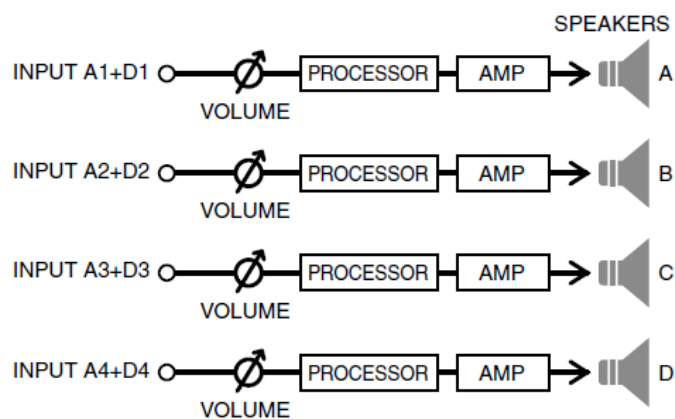 SPEAKERS
INPUT A1+D1 PROCESSOR AMP A
VOLUME
INPUT A2+D2 PROCESSOR AMP B
VOLUME
INPUT A3+D3 PROCESSOR AMP C
VOLUME
INPUT A4+D4 PROCESSOR AMP D
VOLUME